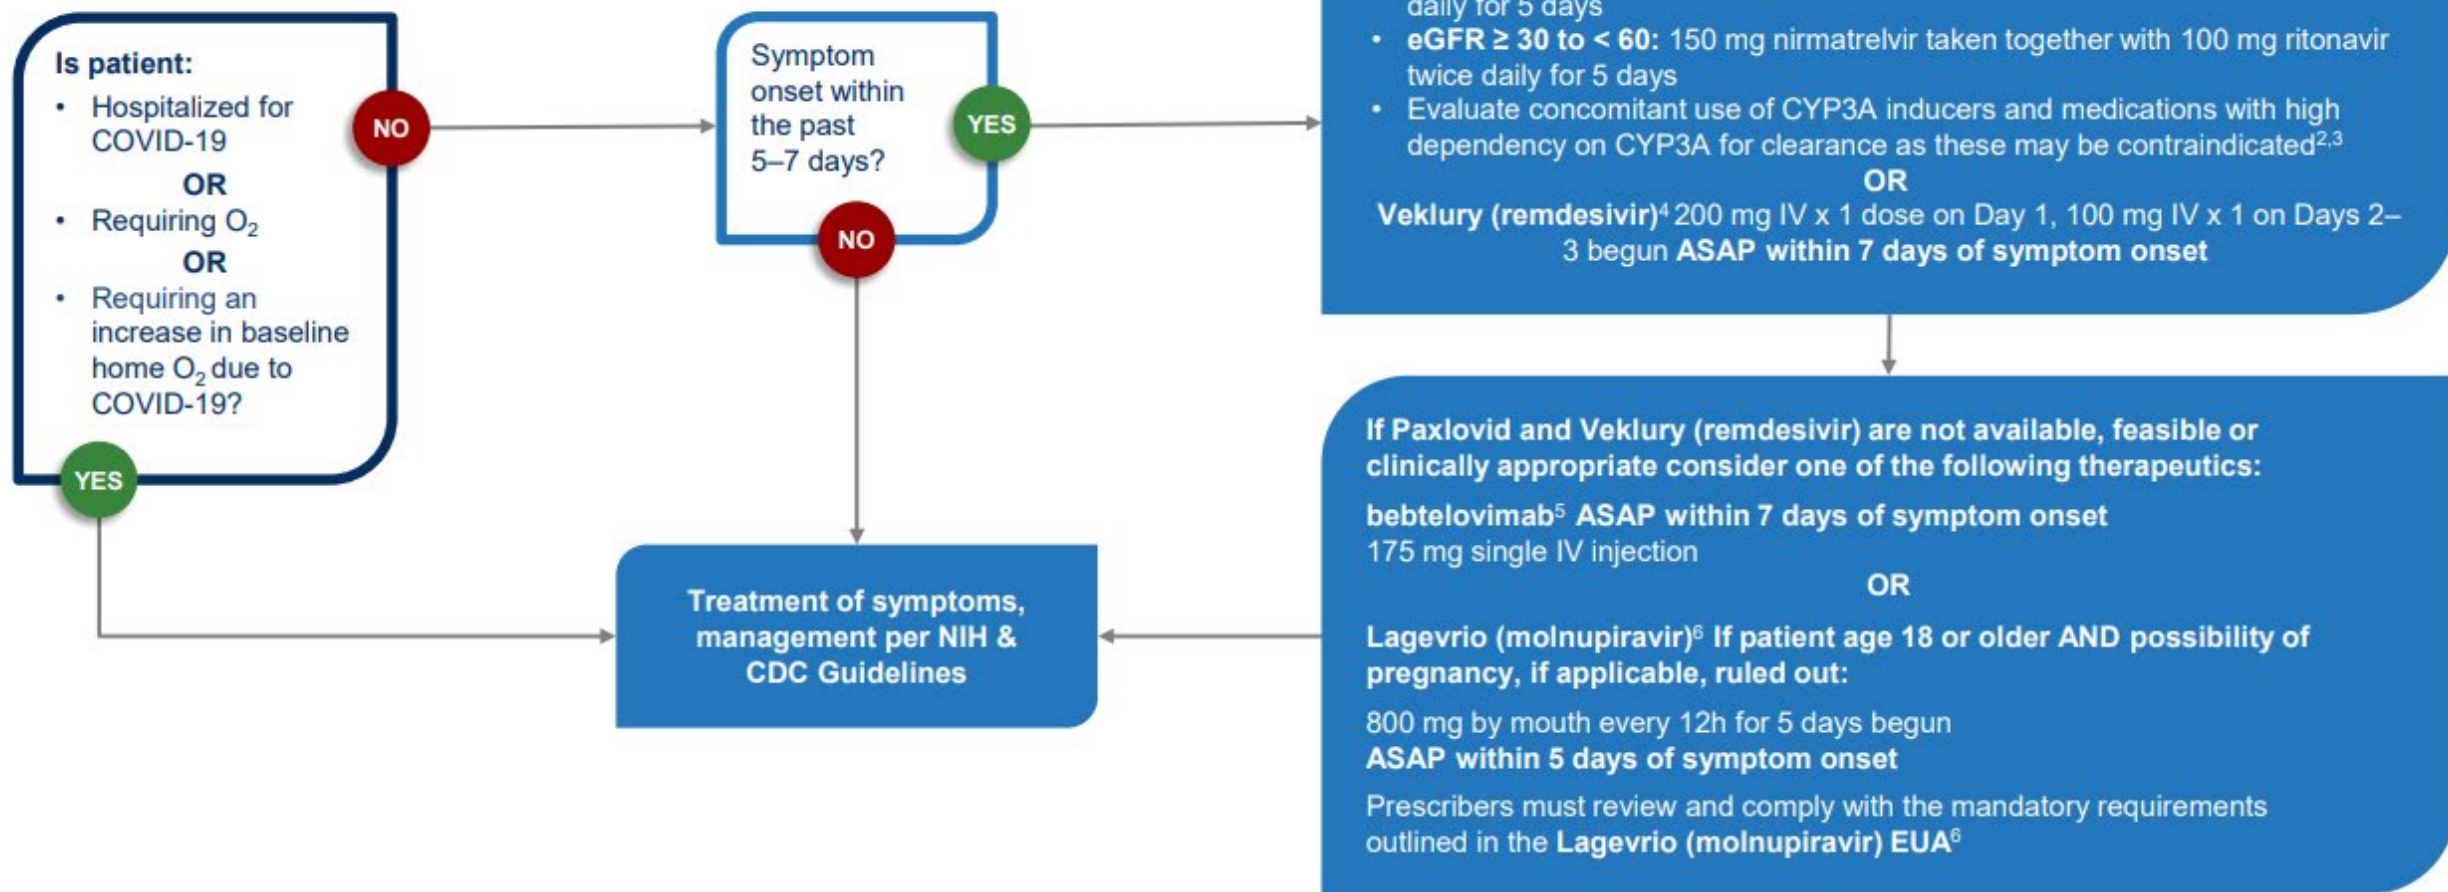 Is patient:
• Hospitalized for
COVID-19
OR
• Requiring O₂
OR
• Requiring an
increase in baseline
home O₂ due to
COVID-19?
NO
YES
Symptom
onset within
the past
5–7 days?
YES
NO
daily for 5 days
• eGFR ≥ 30 to < 60: 150 mg nirmatrelvir taken together with 100 mg ritonavir
twice daily for 5 days
• Evaluate concomitant use of CYP3A inducers and medications with high
dependency on CYP3A for clearance as these may be contraindicated²,³
OR
Veklury (remdesivir)⁴ 200 mg IV x 1 dose on Day 1, 100 mg IV x 1 on Days 2–
3 begun ASAP within 7 days of symptom onset
If Paxlovid and Veklury (remdesivir) are not available, feasible or
clinically appropriate consider one of the following therapeutics:
bebtelovimab⁵ ASAP within 7 days of symptom onset
175 mg single IV injection
OR
Lagevrio (molnupiravir)⁶ If patient age 18 or older AND possibility of
pregnancy, if applicable, ruled out:
800 mg by mouth every 12h for 5 days begun
ASAP within 5 days of symptom onset
Prescribers must review and comply with the mandatory requirements
outlined in the Lagevrio (molnupiravir) EUA⁶
Treatment of symptoms,
management per NIH &
CDC Guidelines